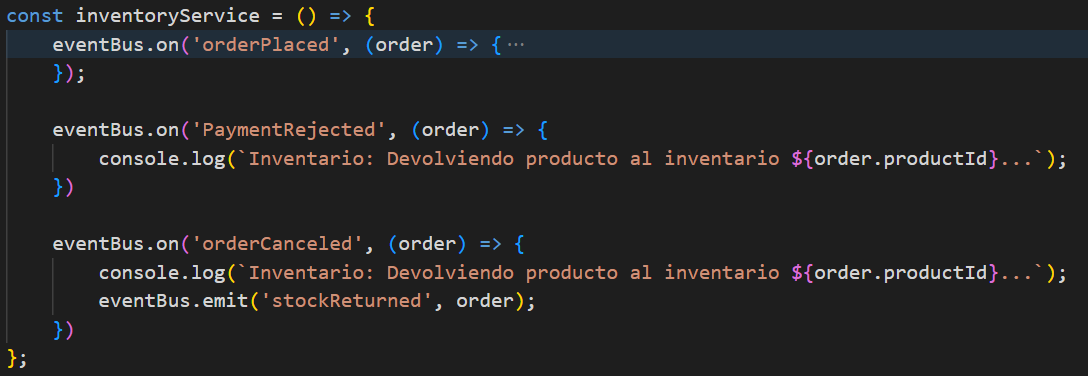 const inventoryService = () => {
    eventBus.on('orderPlaced', (order) => {···
    });

    eventBus.on('PaymentRejected', (order) => {
        console.log(`Inventario: Devolviendo producto al inventario ${order.productId}...`);
    })

    eventBus.on('orderCanceled', (order) => {
        console.log(`Inventario: Devolviendo producto al inventario ${order.productId}...`);
        eventBus.emit('stockReturned', order);
    })
};